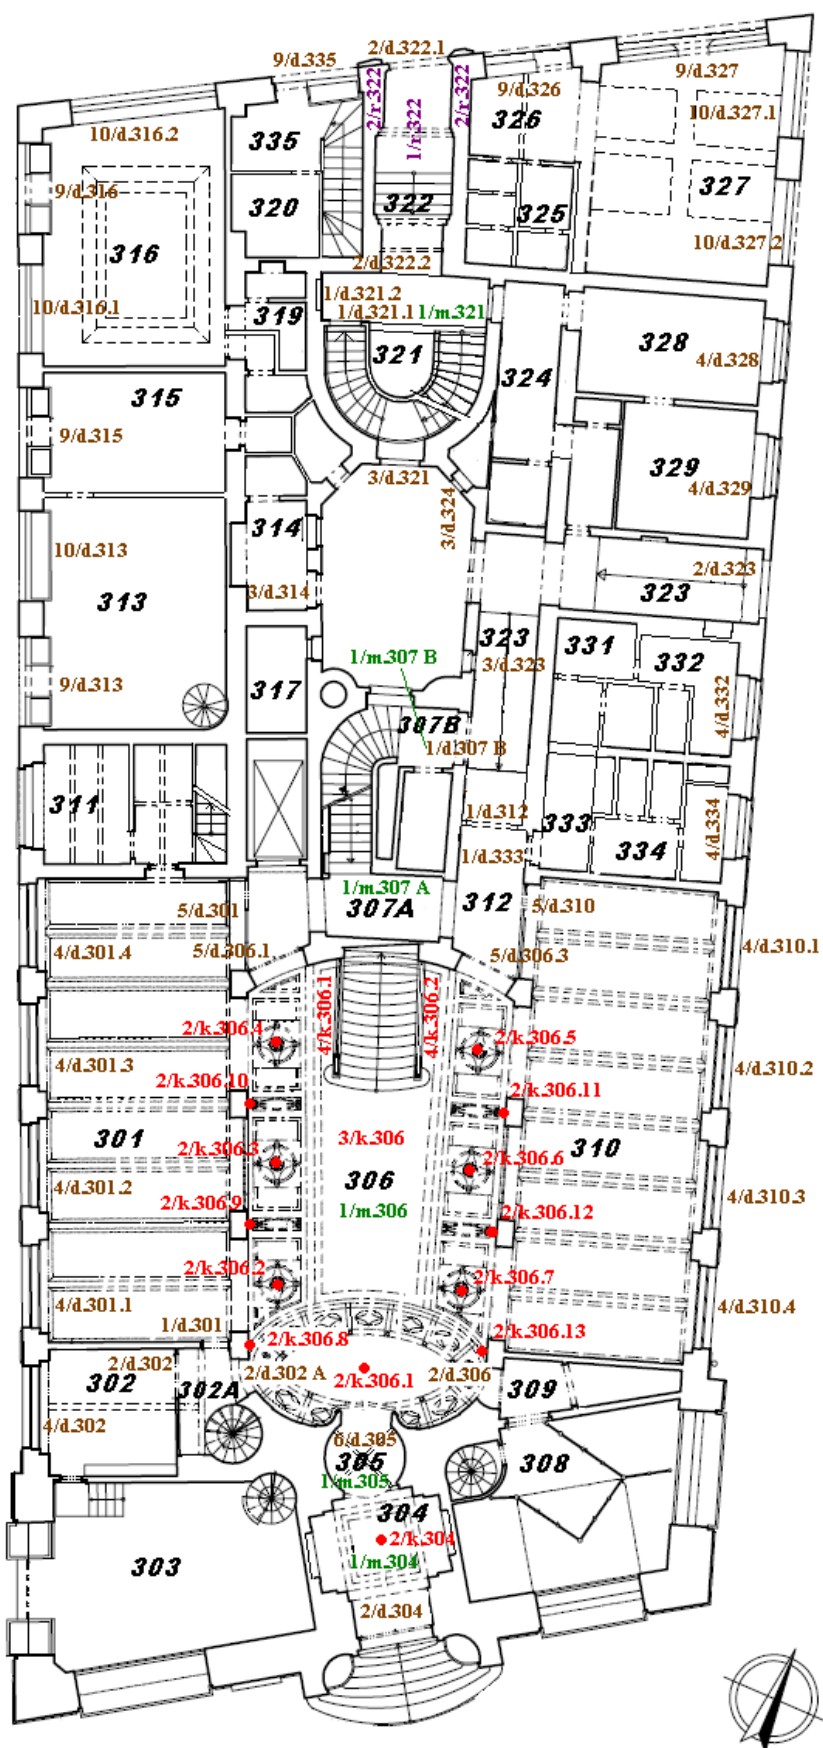 2/d.322.1
9/d.335
9/d.327
9/d.326
2/r.322
1/r.322
2/r.322
10/d.327.1
326
10/d.316.2
335
327
9/d.316
320
322
325
10/d.327.2
316
2/d.322.2
10/d.316.1
1/d.321.2
1/d.321.1
1/m.321
319
328
321
4/d.328
324
315
9/d.315
3/d.321
329
4/d.329
3/d.324
314
10/d.313
2/d.323
3/d.314
323
313
323
331
1/m.307 B
3/d.323
332
9/d.313
317
4/d.332
307B
1/d.307 B
311
1/d.312
333
4/d.334
1/d.333
334
1/m.307 A
307A
312
5/d.301
5/d.310
4/d.301.4
5/d.306.1
5/d.306.3
4/d.310.1
4/k.306.1
4/k.306.2
2/k.306.4
2/k.306.5
4/d.301.3
4/d.310.2
2/k.306.10
2/k.306.11
301
3/k.306
310
2/k.306.3
2/k.306.6
306
4/d.301.2
4/d.310.3
2/k.306.9
1/m.306
2/k.306.12
2/k.306.2
2/k.306.7
4/d.301.1
4/d.310.4
1/d.301
2/k.306.8
2/k.306.13
2/d.302
2/d.302 A
2/d.306
302
302A
2/k.306.1
309
4/d.302
6/d.305
305
308
1/m.305
304
2/k.304
303
1/m.304
2/d.304